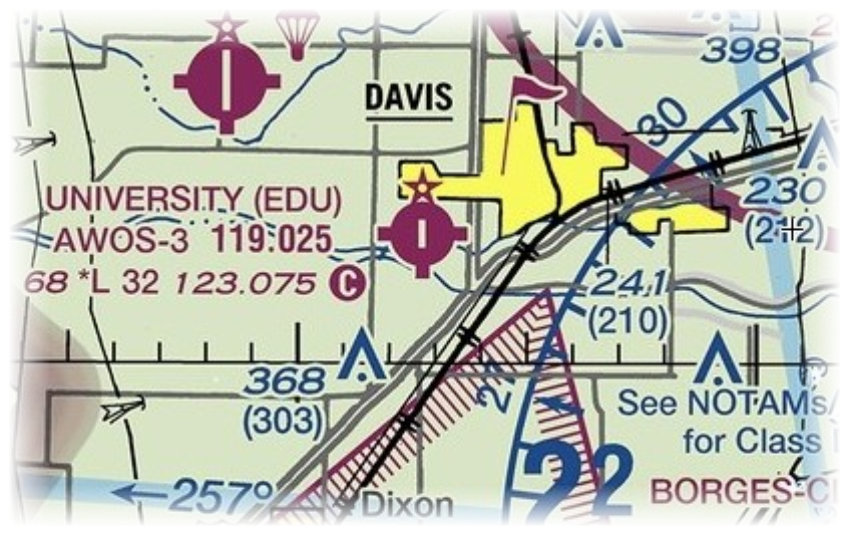 398
DAVIS
30
UNIVERSITY (EDU)
AWOS-3 119.025
68 *L 32 123.075 C
230
(212)
241
(210)
368
(303)
See NOTAMs/
for Class
257°
22
BORGES-C
Dixon